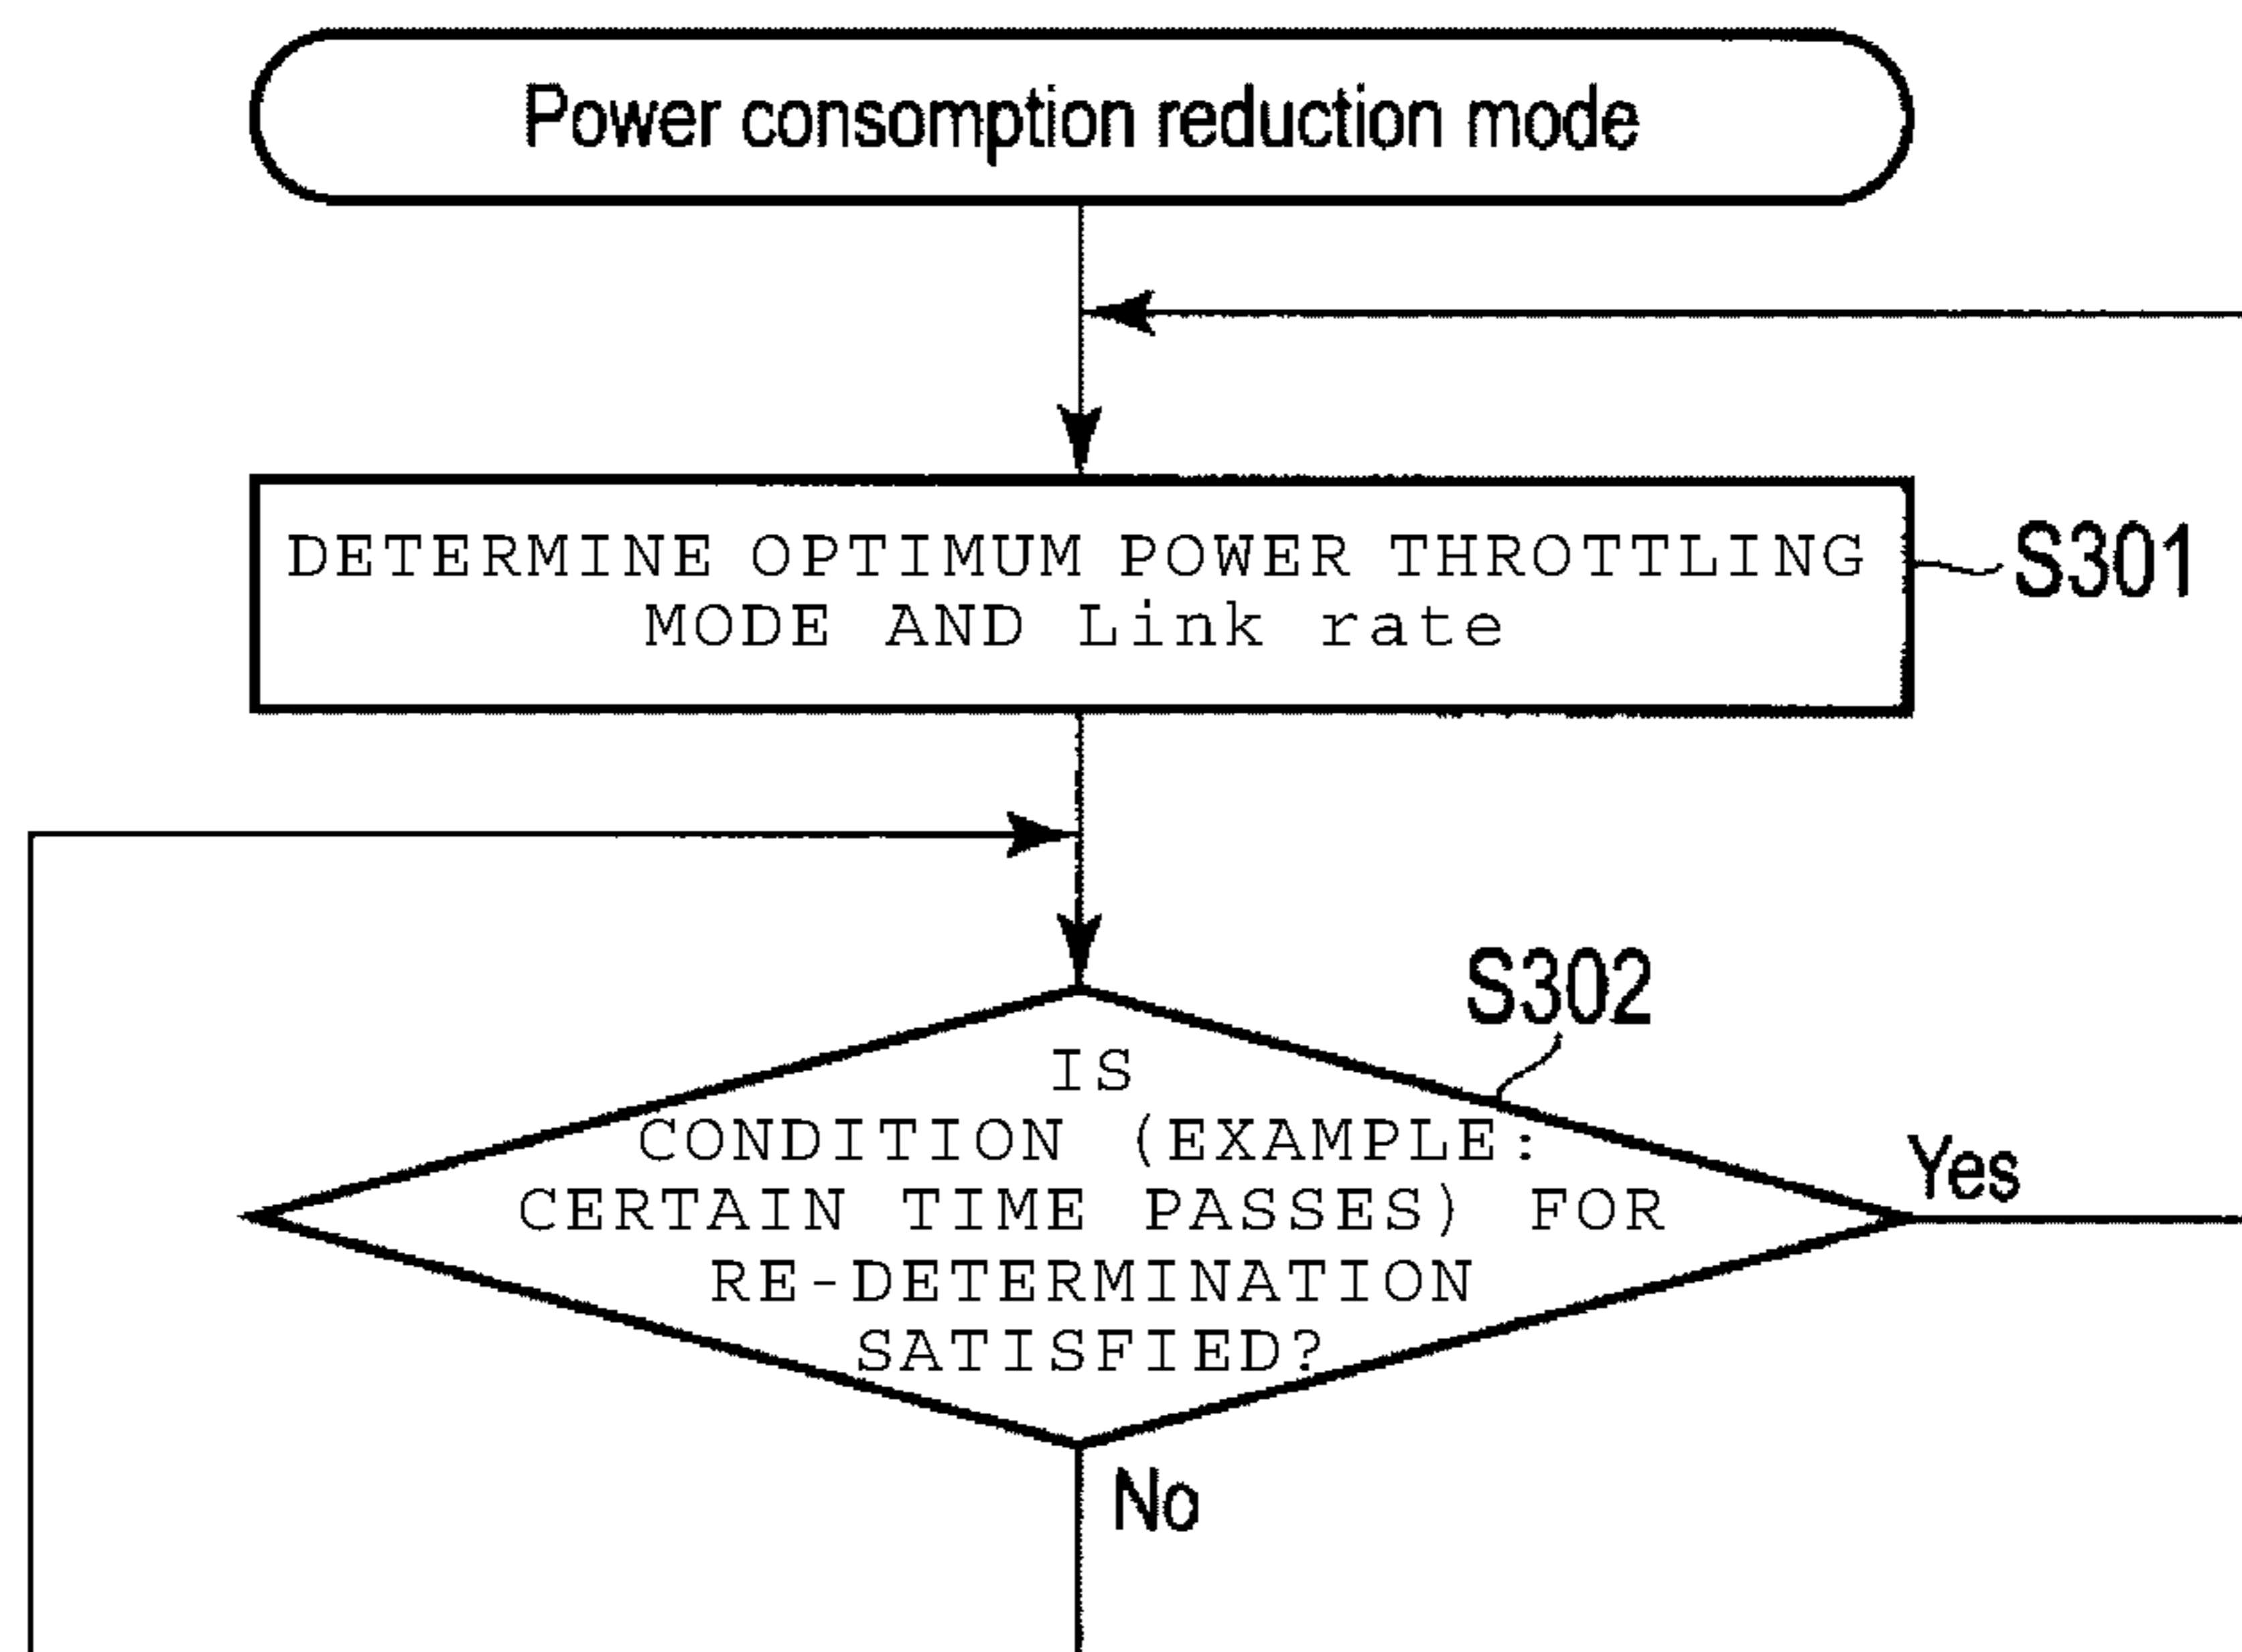 Power consomption reduction mode
DETERMINE OPTIMUM POWER THROTTLING
MODE AND Link rate
S301
S302
IS
CONDITION (EXAMPLE:
CERTAIN TIME PASSES) FOR
RE-DETERMINATION
SATISFIED?
Yes
No